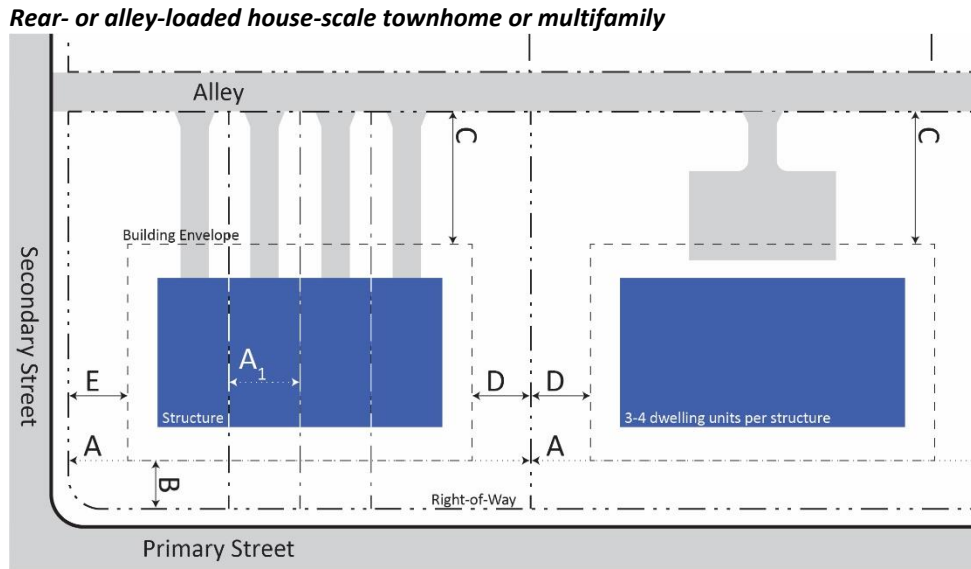 Rear- or alley-loaded house-scale townhome or multifamily
Alley
C
C
Building Envelope
Secondary Street
A1
E
D
D
Structure
3-4 dwelling units per structure
A
A
B
Right-of-Way
Primary Street